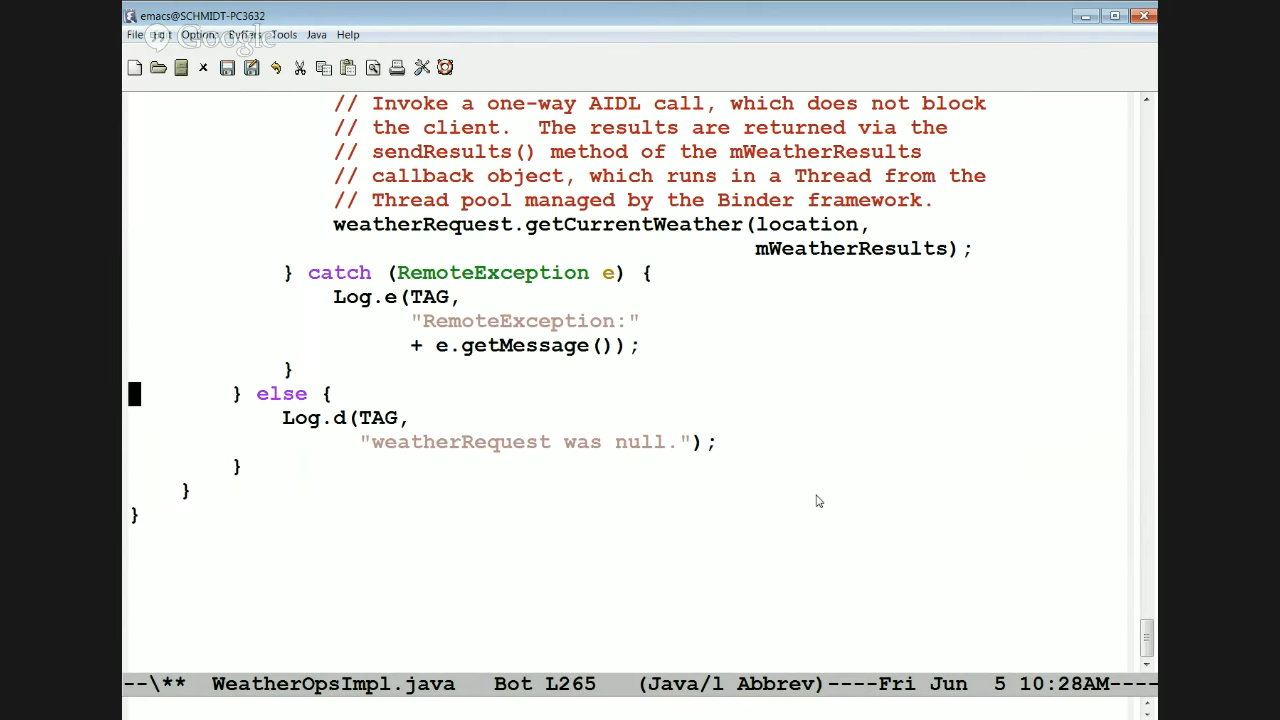 emacs@SCHMIDT-PC3632
File Edit Options Buffers Tools Java Help
Google
// Invoke a one-way AIDL call, which does not block
// the client.  The results are returned via the
// sendResults() method of the mWeatherResults
// callback object, which runs in a Thread from the
// Thread pool managed by the Binder framework.
weatherRequest.getCurrentWeather(location,
mWeatherResults);
} catch (RemoteException e) {
Log.e(TAG,
"RemoteException:"
+ e.getMessage());
}
} else {
Log.d(TAG,
"weatherRequest was null.");
}
}
}
--\**  WeatherOpsImpl.java   Bot L265   (Java/l Abbrev)----Fri Jun  5 10:28AM----